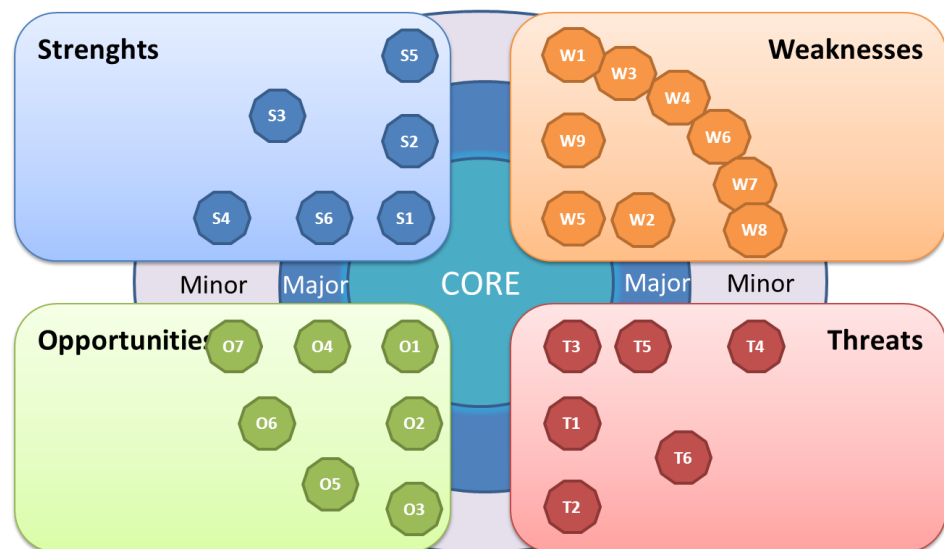 Strenghts
S5
S3
S2
S4
S6
S1
Weaknesses
W1
W3
W4
W6
W9
W7
W5
W2
W8
Minor
Major
CORE
Major
Minor
Opportunities
O7
O4
O1
O6
O2
O5
O3
Threats
T3
T5
T4
T1
T6
T2